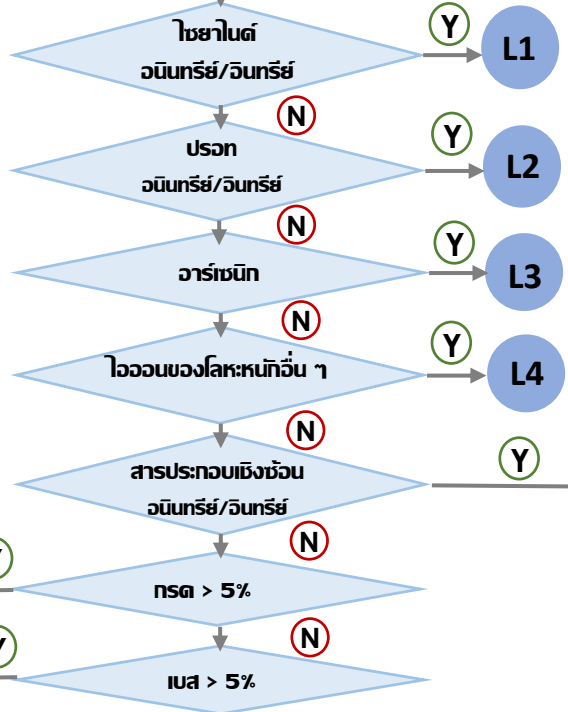 ไซยาไนด์
อนินทรีย์/อินทรีย์
Y
L1
N
ปรอท
อนินทรีย์/อินทรีย์
Y
L2
N
อาร์เซนิก
Y
L3
N
ไอออนของโลหะหนักอื่น ๆ
Y
L4
N
สารประกอบเชิงซ้อน
อนินทรีย์/อินทรีย์
Y
N
Y
กรด > 5%
N
Y
เบส > 5%